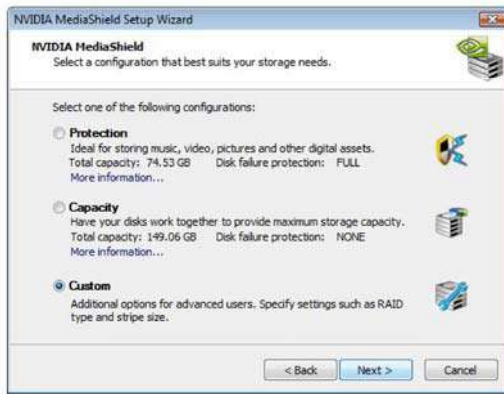 NVIDIA MediaShield Setup Wizard
NVIDIA MediaShield
Select a configuration that best suits your storage needs.
Select one of the following configurations:
Protection
Ideal for storing music, video, pictures and other digital assets.
Total capacity: 74.53 GB Disk failure protection: FULL
More information...
Capacity
Have your disks work together to provide maximum storage capacity.
Total capacity: 149.06 GB Disk failure protection: NONE
More information...
Custom
Additional options for advanced users. Specify settings such as RAID
type and stripe size.
< Back Next > Cancel